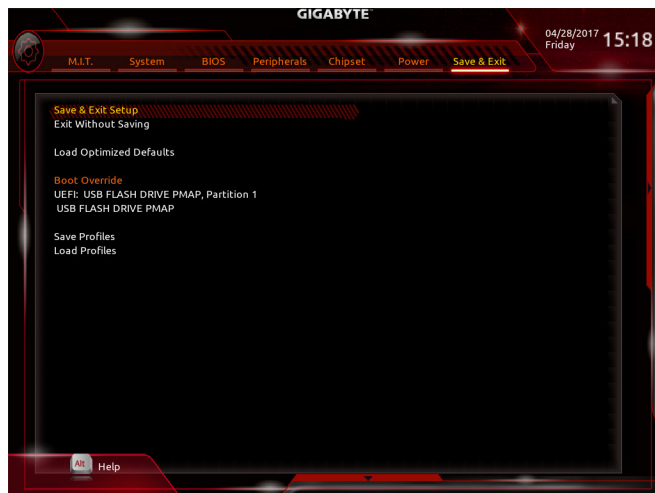 GIGABYTE™
04/28/2017
Friday
15:18
M.I.T. System BIOS Peripherals Chipset Power Save & Exit
Save & Exit Setup
Exit Without Saving
Load Optimized Defaults
Boot Override
UEFI: USB FLASH DRIVE PMAP, Partition 1
USB FLASH DRIVE PMAP
Save Profiles
Load Profiles
Alt Help